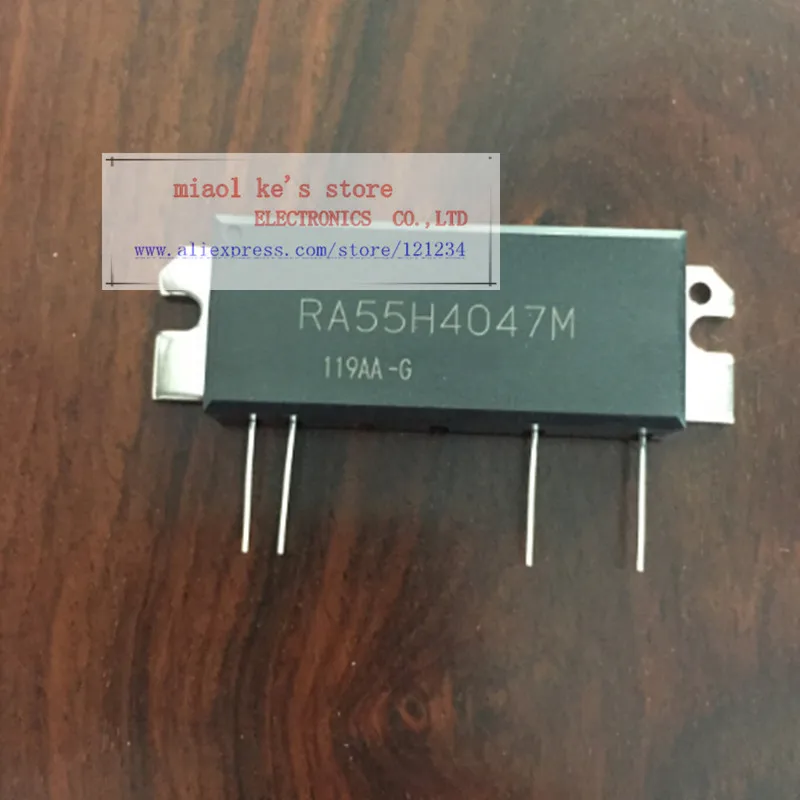 miaol ke's store
ELECTRONICS CO.,LTD
www.aliexpress.com/store/121234
RA55H4047M
119AA-G